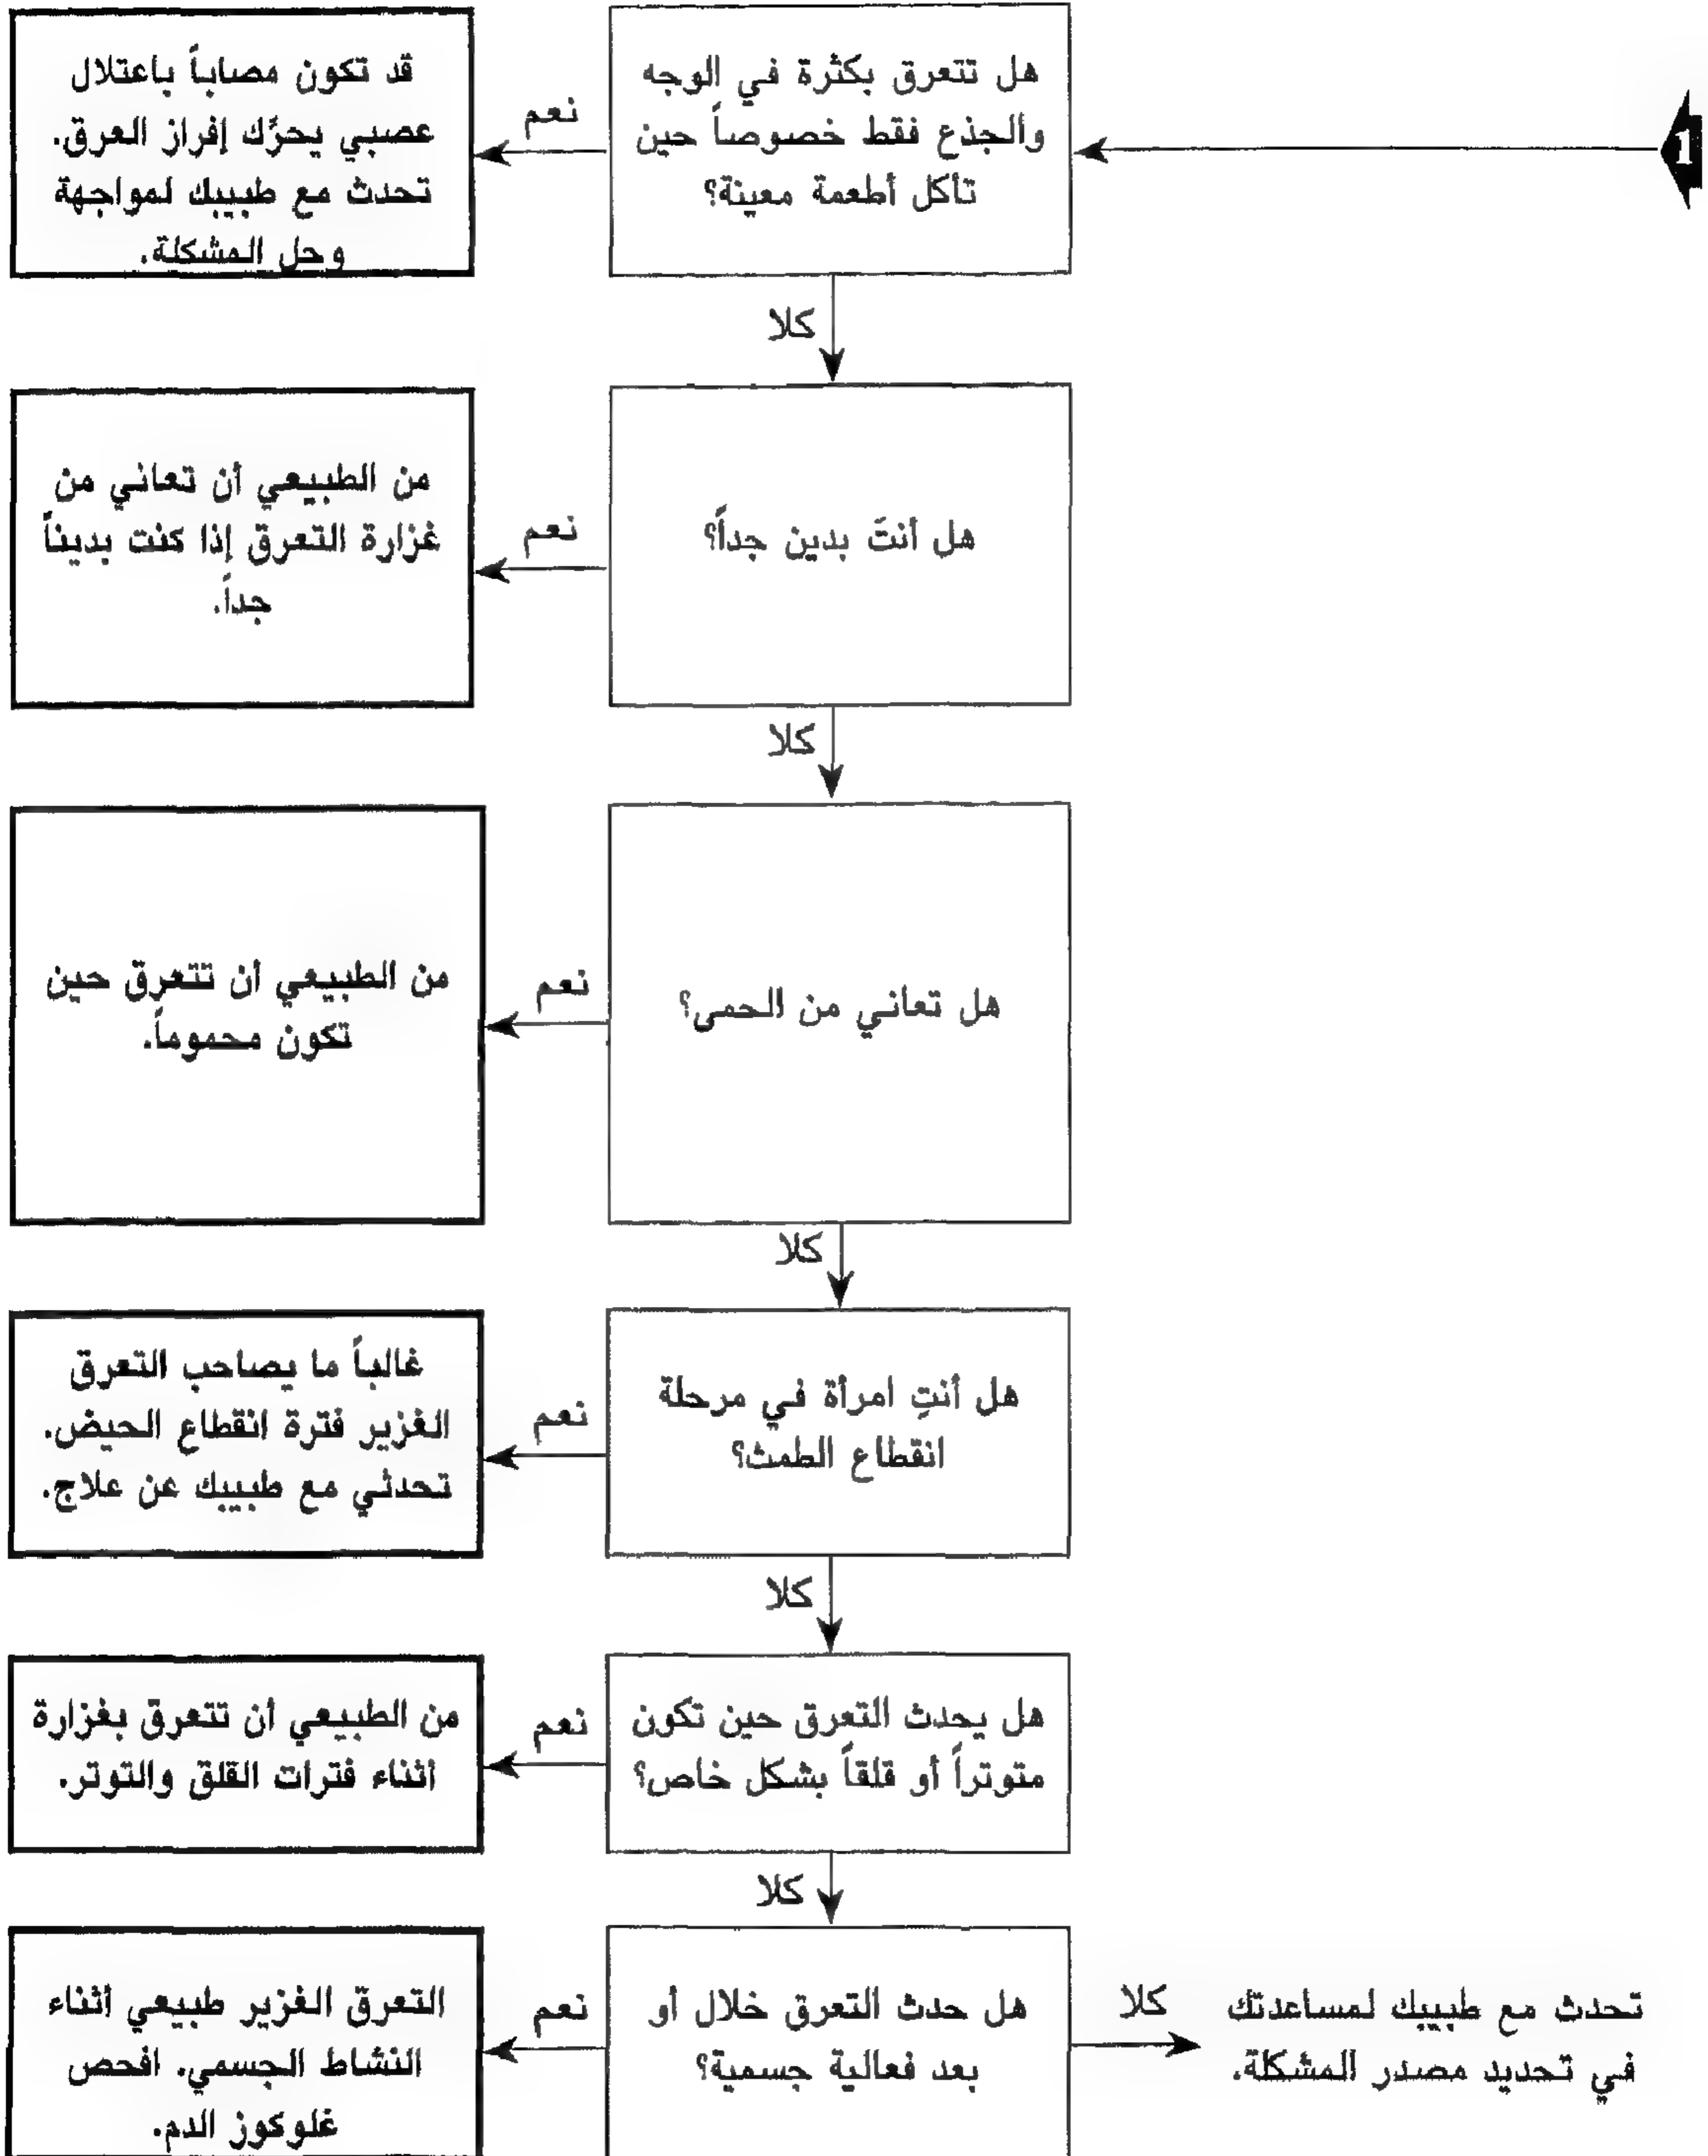 1
هل تتعرق بكثرة في الوجه
والجذع فقط خصوصاً حين
تأكل أطعمة معينة؟
نعم
قد تكون مصاباً باعتلال
عصبي يحرِّك إفراز العرق.
تحدث مع طبيبك لمواجهة
وحل المشكلة.
كلا
هل أنتَ بدين جداً؟
نعم
من الطبيعي أن تعاني من
غزارة التعرق إذا كنت بديناً
جداً.
كلا
هل تعاني من الحمى؟
نعم
من الطبيعي أن تتعرق حين
تكون محموماً.
كلا
هل أنتِ امرأة في مرحلة
انقطاع الطمث؟
نعم
غالباً ما يصاحب التعرق
الغزير فترة انقطاع الحيض.
تحدثي مع طبيبك عن علاج.
كلا
هل يحدث التعرق حين تكون
متوتراً أو قلقاً بشكل خاص؟
نعم
من الطبيعي أن تتعرق بغزارة
أثناء فترات القلق والتوتر.
كلا
هل حدث التعرق خلال أو
بعد فعالية جسمية؟
نعم
التعرق الغزير طبيعي أثناء
النشاط الجسمي. افحص
غلوكوز الدم.
كلا
تحدث مع طبيبك لمساعدتك
في تحديد مصدر المشكلة.